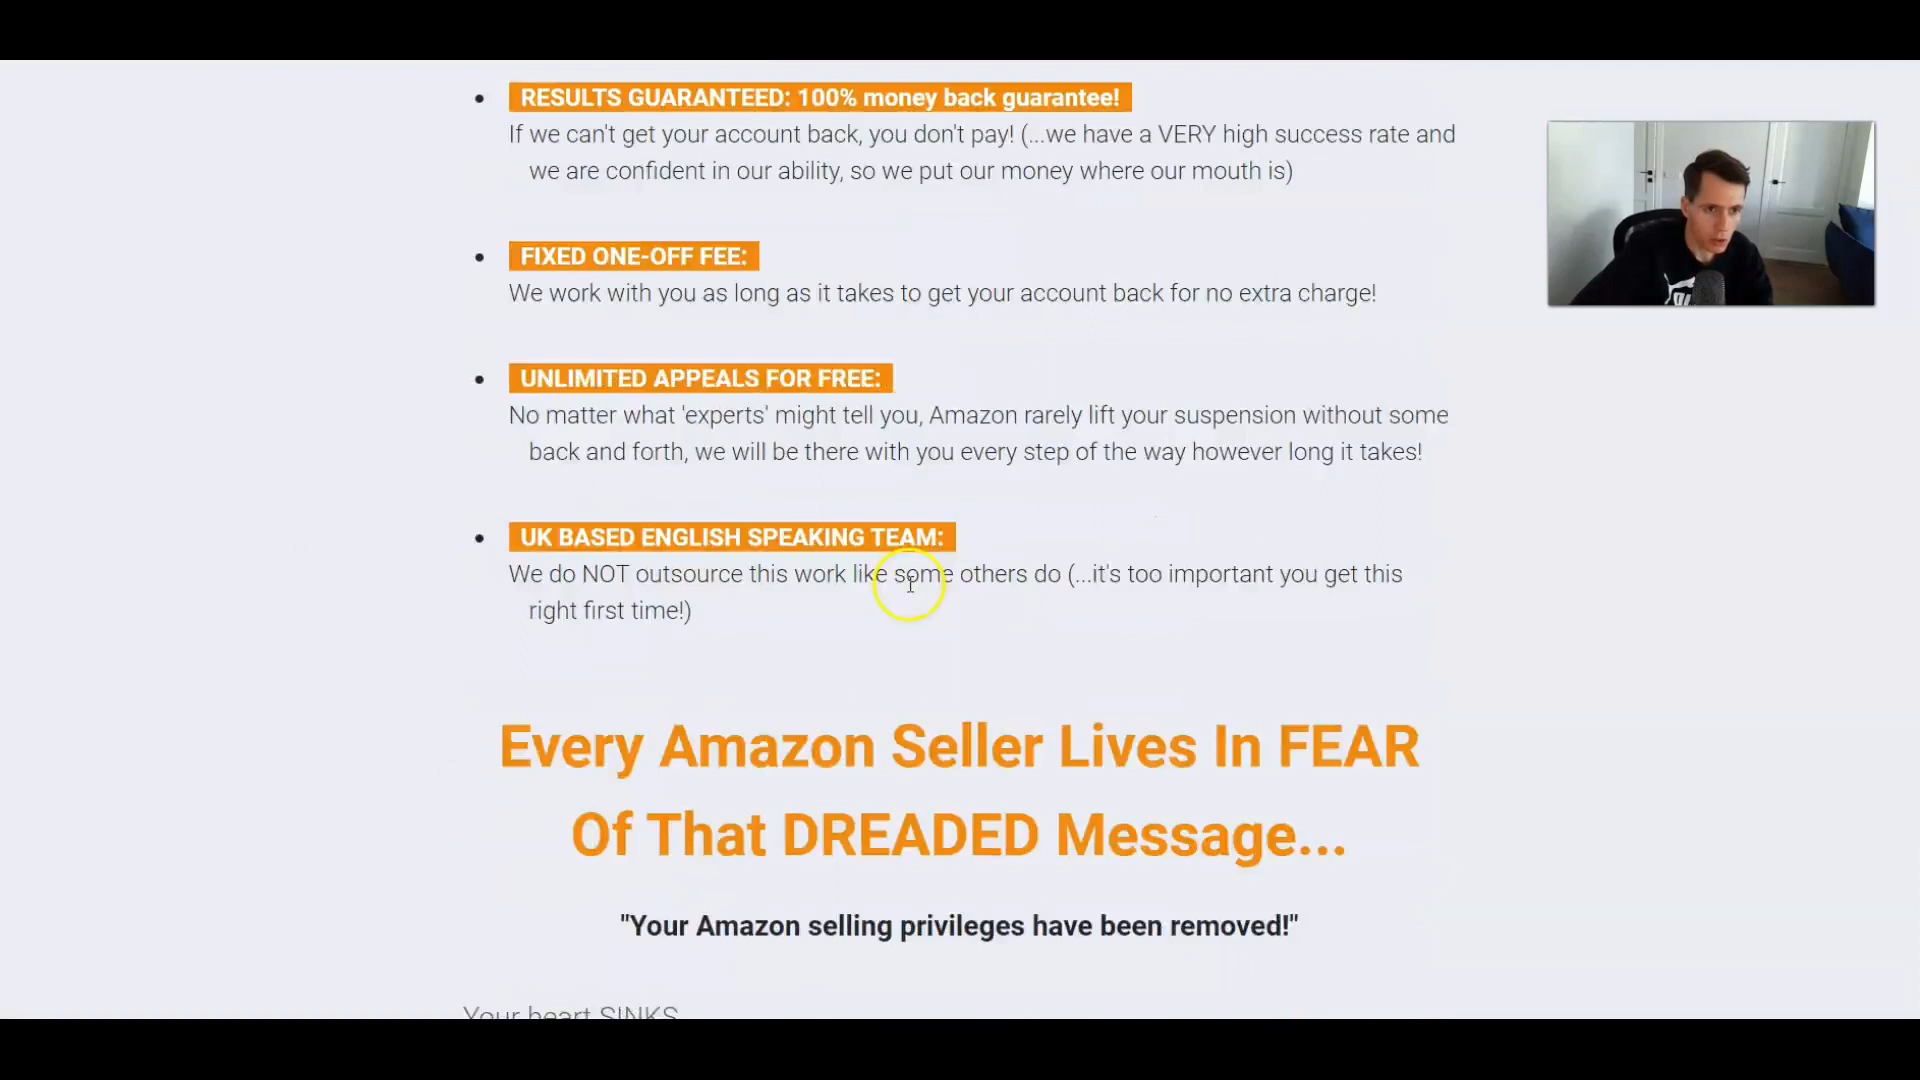 RESULTS GUARANTEED: 100% money back guarantee!
If we can't get your account back, you don't pay! (...we have a VERY high success rate and
we are confident in our ability, so we put our money where our mouth is)
FIXED ONE-OFF FEE:
We work with you as long as it takes to get your account back for no extra charge!
UNLIMITED APPEALS FOR FREE:
No matter what 'experts' might tell you, Amazon rarely lift your suspension without some
back and forth, we will be there with you every step of the way however long it takes!
UK BASED ENGLISH SPEAKING TEAM:
We do NOT outsource this work like some others do (...it's too important you get this
right first time!)
Every Amazon Seller Lives In FEAR
Of That DREADED Message...
"Your Amazon selling privileges have been removed!"
Your heart SINKS